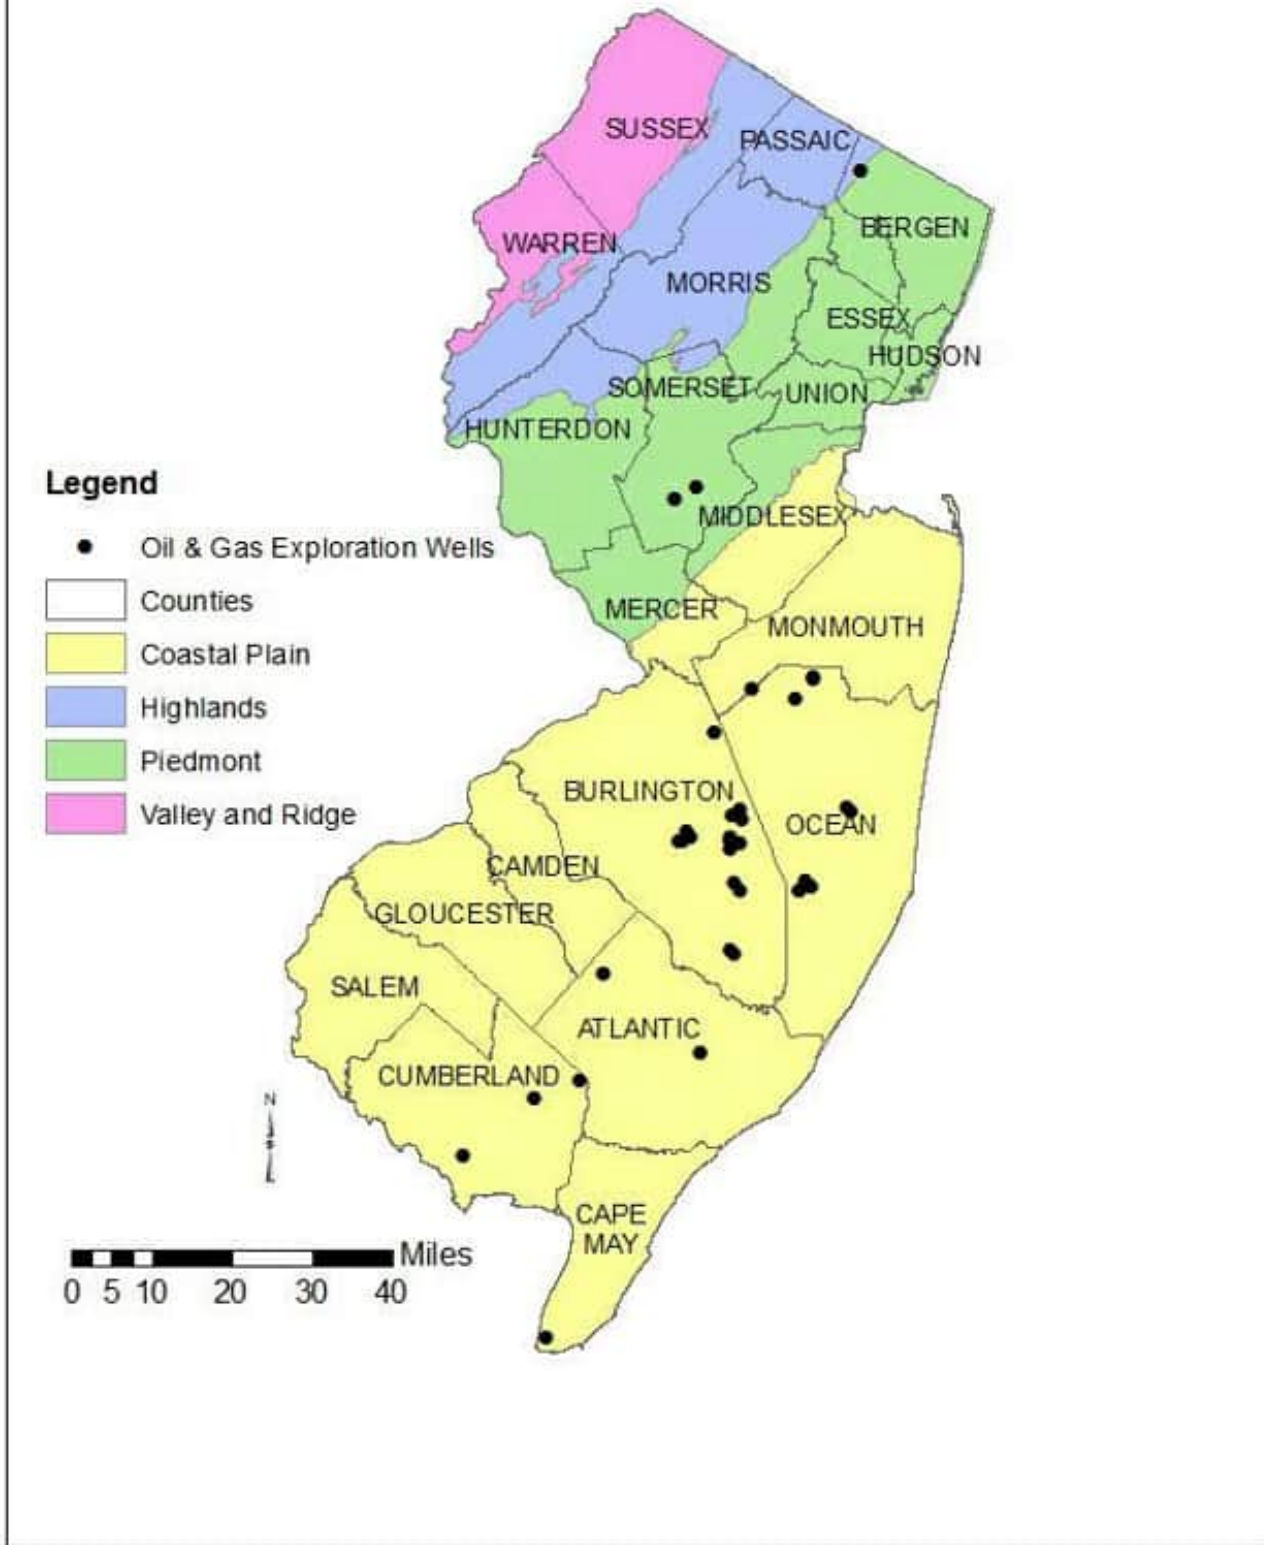 SUSSEX
PASSAIC
BERGEN
WARREN
MORRIS
ESSEX
HUDSON
SOMERSET
UNION
HUNTERDON
Legend
MIDDLESEX
Oil & Gas Exploration Wells
Counties
MERCER
MONMOUTH
Coastal Plain
Highlands
Piedmont
BURLINGTON
Valley and Ridge
OCEAN
CAMDEN
GLOUCESTER
SALEM
ATLANTIC
CUMBERLAND
N
CAPE
MAY
Miles
0 5 10 20 30 40